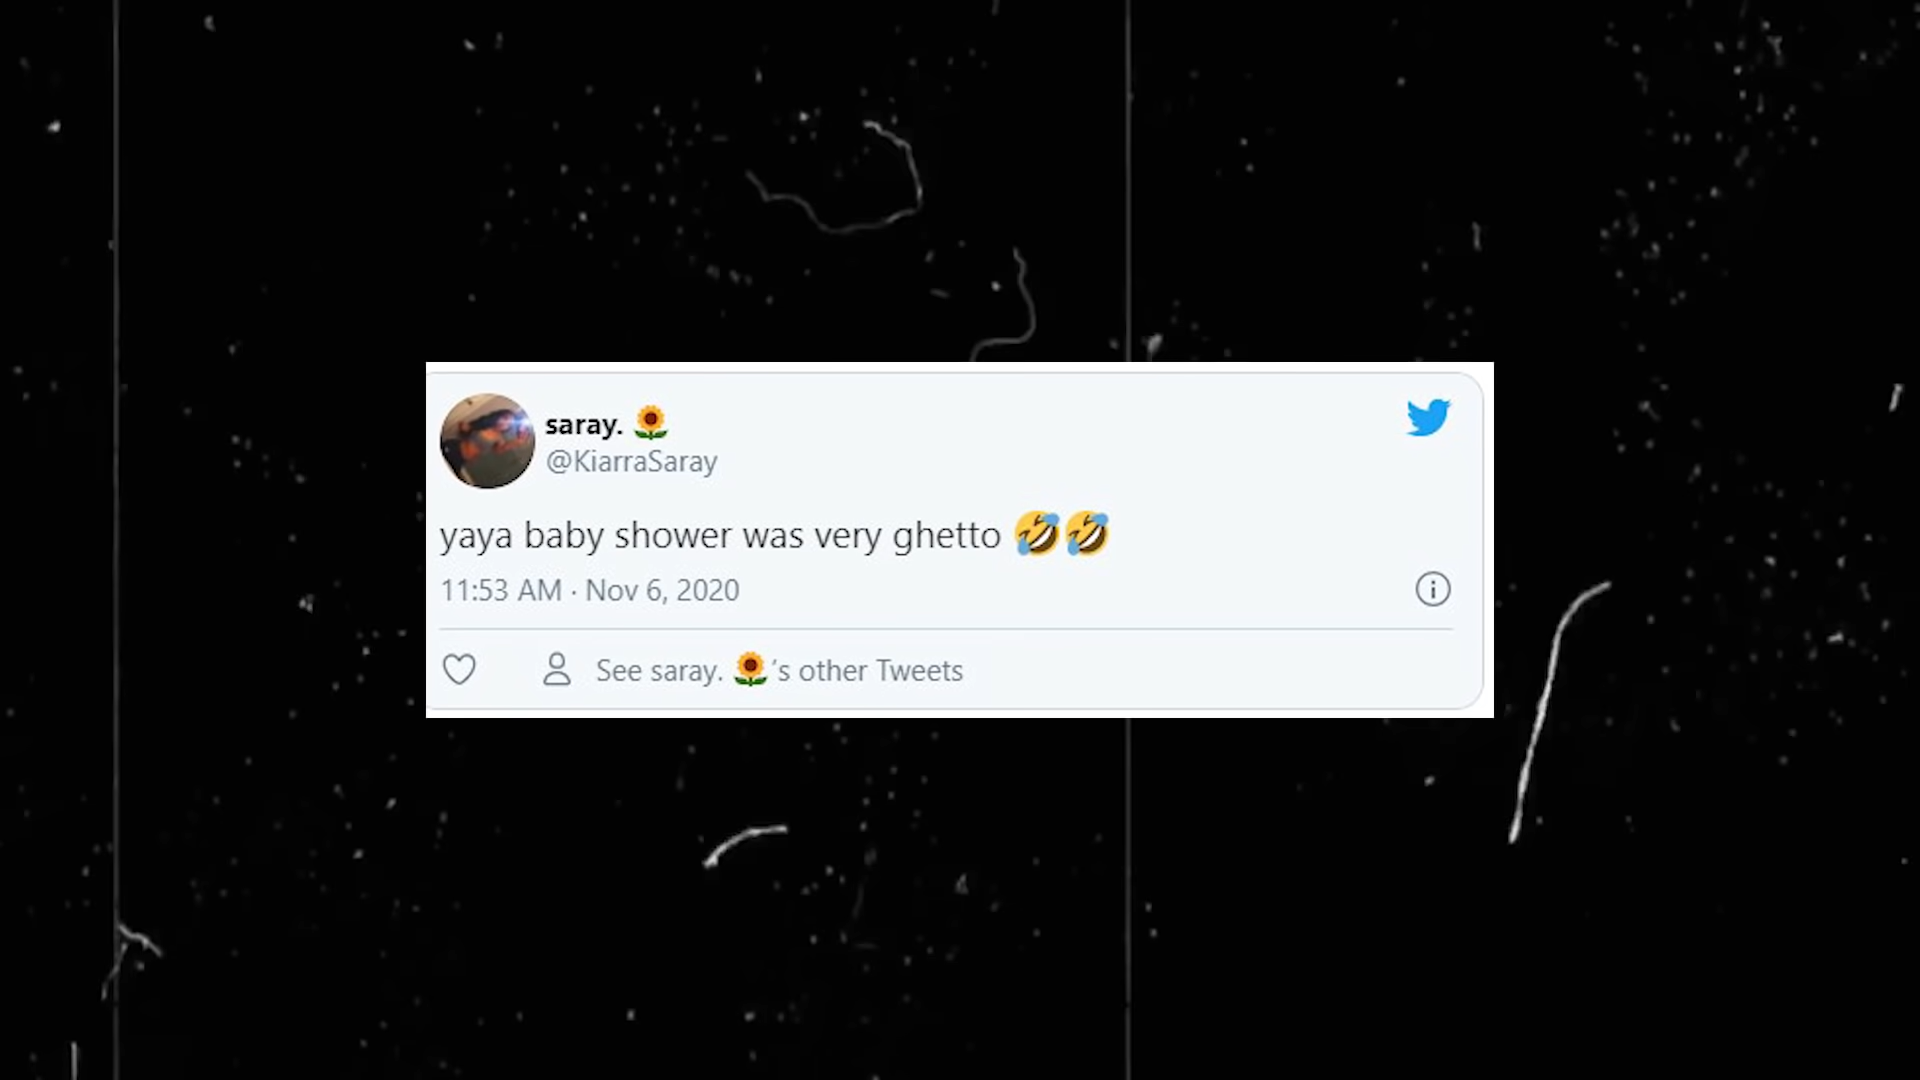 saray. 🌻
@KiarraSaray
yaya baby shower was very ghetto 🤣🤣
11:53 AM · Nov 6, 2020
See saray. 🌻's other Tweets